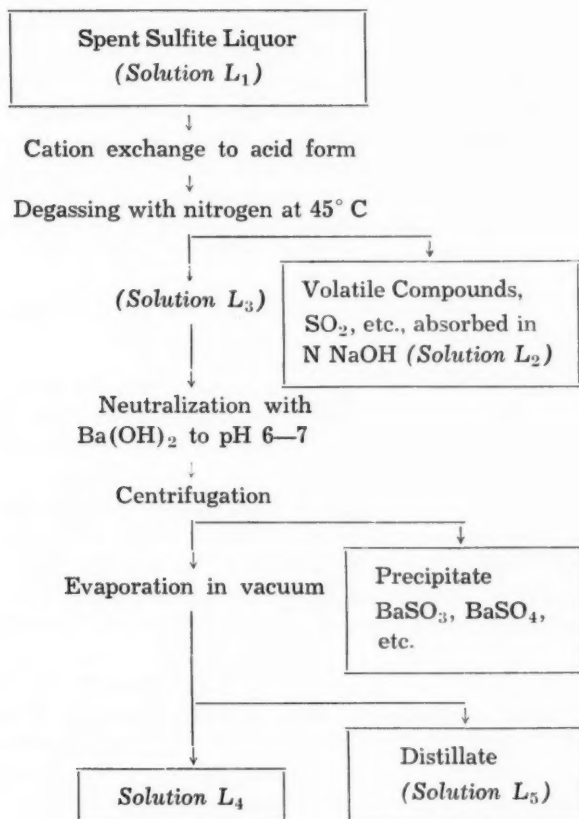 Spent Sulfite Liquor
(Solution L₁)
Cation exchange to acid form
Degassing with nitrogen at 45° C
(Solution L₃)
Volatile Compounds,
SO₂, etc., absorbed in
N NaOH (Solution L₂)
Neutralization with
Ba(OH)₂ to pH 6—7
Centrifugation
Evaporation in vacuum
Precipitate
BaSO₃, BaSO₄,
etc.
Solution L₄
Distillate
(Solution L₅)